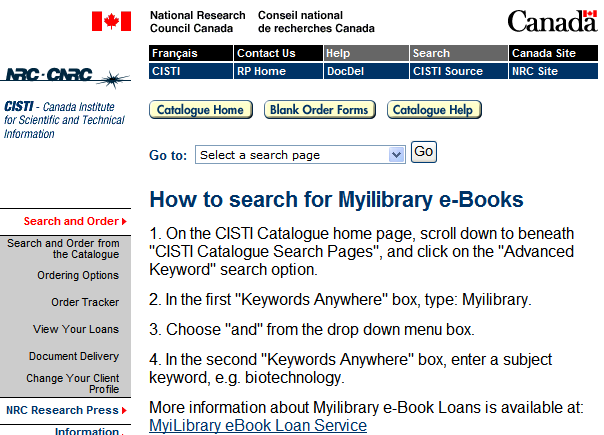 National Research Council Canada
Conseil national de recherches Canada
Canada
Français
Contact Us
Help
Search
Canada Site
CISTI
RP Home
DocDel
CISTI Source
NRC Site
NRC·CNRC
CISTI - Canada Institute
for Scientific and Technical
Information
Catalogue Home
Blank Order Forms
Catalogue Help
Go to:
Select a search page
Go
Search and Order
Search and Order from
the Catalogue
Ordering Options
Order Tracker
View Your Loans
Document Delivery
Change Your Client
Profile
NRC Research Press
Information
How to search for Myilibrary e-Books
1. On the CISTI Catalogue home page, scroll down to beneath
"CISTI Catalogue Search Pages", and click on the "Advanced
Keyword" search option.
2. In the first "Keywords Anywhere" box, type: Myilibrary.
3. Choose "and" from the drop down menu box.
4. In the second "Keywords Anywhere" box, enter a subject
keyword, e.g. biotechnology.
More information about Myilibrary e-Book Loans is available at:
MyiLibrary eBook Loan Service